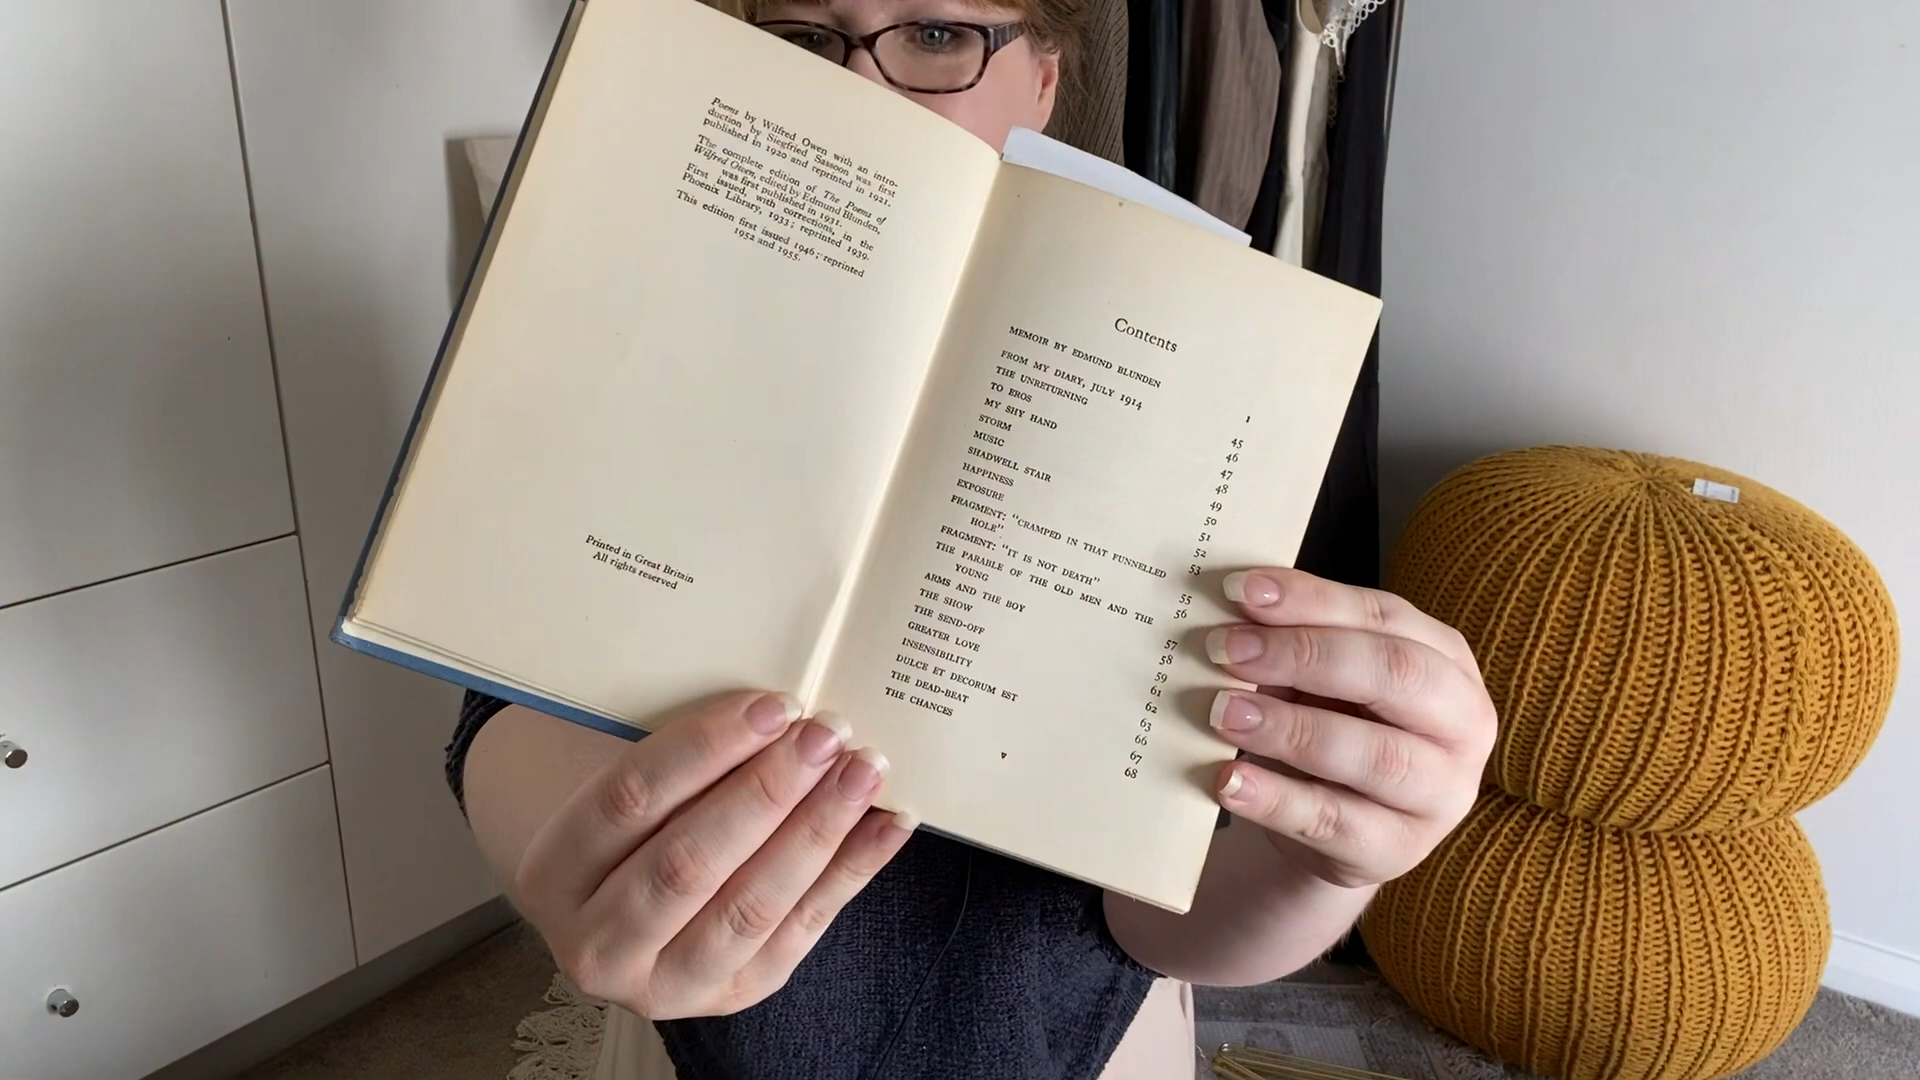 Poems by Wilfred Owen with an intro-
duction by Siegfried Sassoon was first
published in 1920 and reprinted in 1921.
The complete edition of The Poems of
Wilfred Owen, edited by Edmund Blunden,
was first published in 1931.
First issued, with corrections, in the
Phoenix Library, 1933; reprinted 1939.
This edition first issued 1946; reprinted
1952 and 1955.
Printed in Great Britain
All rights reserved
Contents
MEMOIR BY EDMUND BLUNDEN 1
FROM MY DIARY, JULY 1914 45
THE UNRETURNING 46
TO EROS 47
MY SHY HAND 48
STORM 49
MUSIC 50
SHADWELL STAIR 51
HAPPINESS 52
EXPOSURE 53
FRAGMENT: "CRAMPED IN THAT FUNNELLED
HOLE" 55
FRAGMENT: "IT IS NOT DEATH" 56
THE PARABLE OF THE OLD MEN AND THE
YOUNG 57
ARMS AND THE BOY 58
THE SHOW 59
THE SEND-OFF 61
GREATER LOVE 62
INSENSIBILITY 63
DULCE ET DECORUM EST 66
THE DEAD-BEAT 67
THE CHANCES 68
v